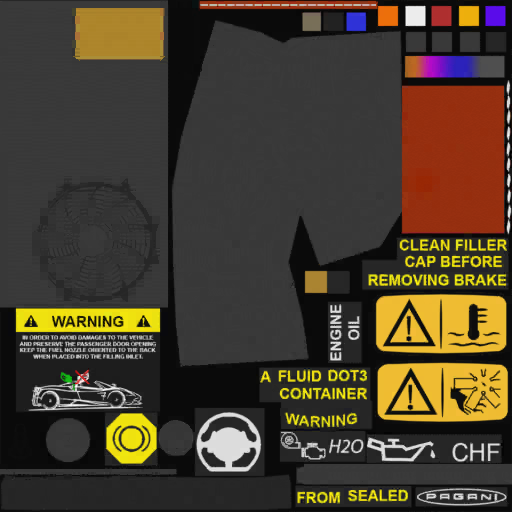 CLEAN FILLER
CAP BEFORE
REMOVING BRAKE
WARNING
IN ORDER TO AVOID DAMAGES TO THE VEHICLE
AND PRESERVE THE PASSENGER DOOR OPENING
KEEP THE FUEL NOZZLE ORIENTED TO THE BACK
WHEN PLACED INTO THE FILLING INLET.
ENGINE
OIL
A FLUID DOT3
CONTAINER
WARNING
H2O
CHF
FROM SEALED
PAGANI